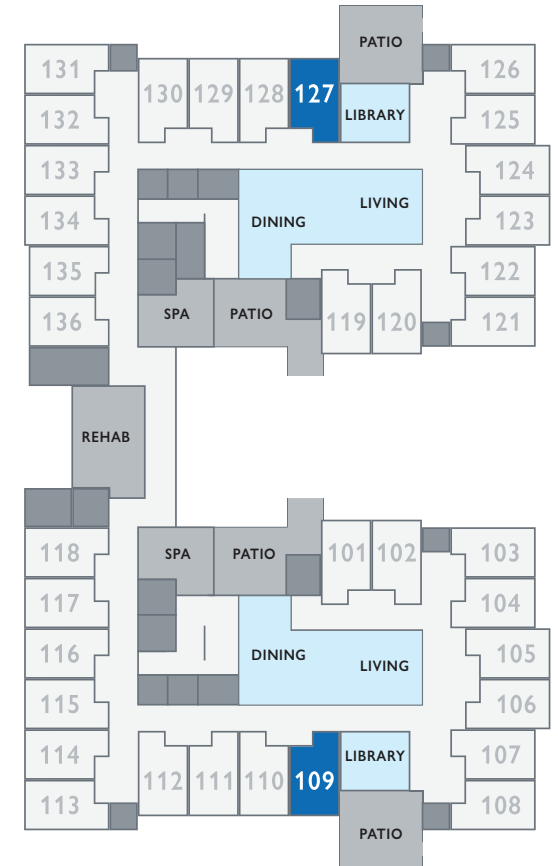 PATIO
131
126
130
129
128
127
LIBRARY
132
125
133
124
LIVING
134
DINING
123
135
122
SPA
PATIO
136
119
120
121
REHAB
118
SPA
PATIO
101
102
103
117
104
116
DINING
LIVING
105
115
106
114
LIBRARY
107
112
111
110
109
113
108
PATIO